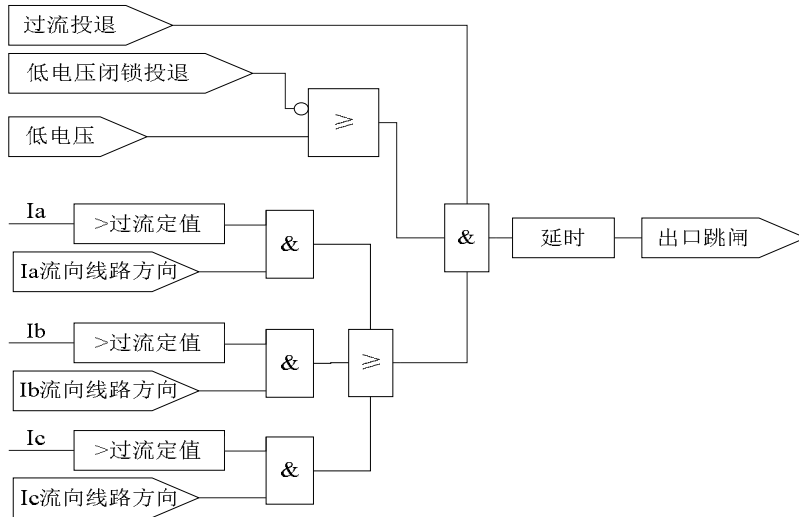 过流投退
低电压闭锁投退
≥
低电压
Ia
>过流定值
&
Ia流向线路方向
&
延时
出口跳闸
Ib
>过流定值
&
≥
Ib流向线路方向
Ic
>过流定值
&
Ic流向线路方向